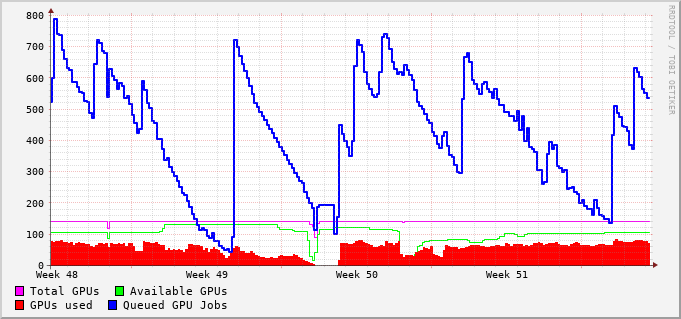 800
700
600
500
400
300
200
100
0
Week 48 Week 49 Week 50 Week 51
Total GPUs Available GPUs
GPUs used Queued GPU Jobs
RRDTOOL / TOBI OETIKER